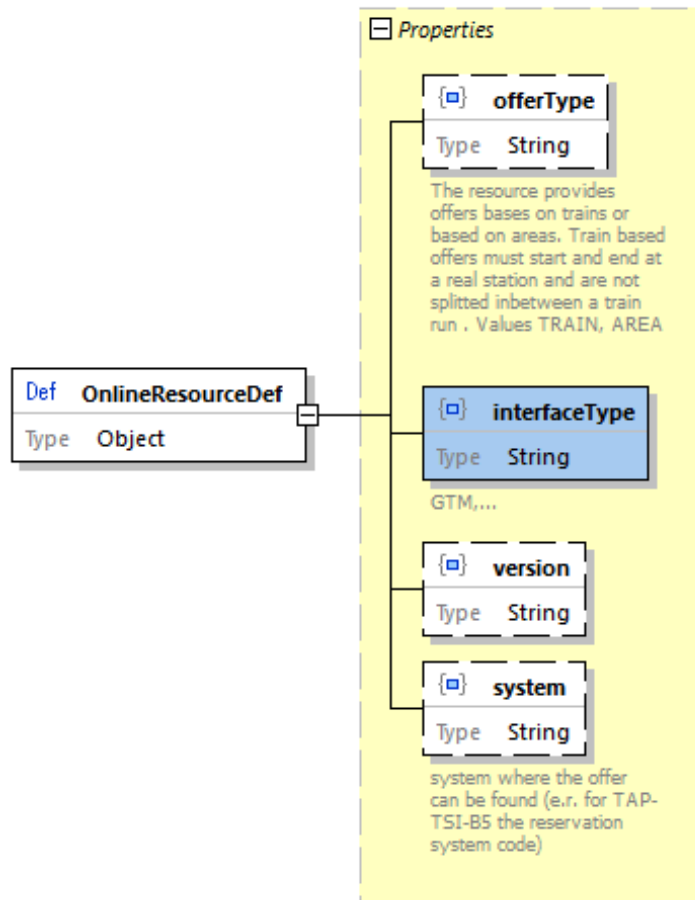 Properties
offerType
Type String
The resource provides
offers bases on trains or
based on areas. Train based
offers must start and end at
a real station and are not
splitted inbetween a train
run . Values TRAIN, AREA
Def OnlineResourceDef
Type Object
interfaceType
Type String
GTM,...
version
Type String
system
Type String
system where the offer
can be found (e.r. for TAP-
TSI-B5 the reservation
system code)